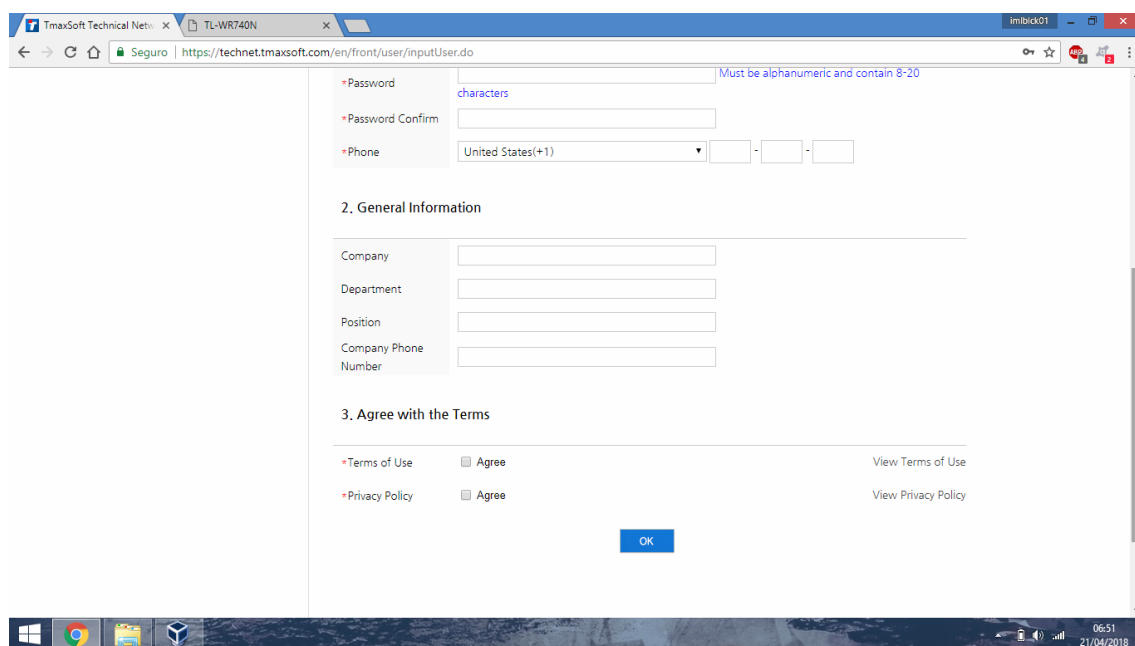 TmaxSoft Technical Netw
TL-WR740N
imlbick01
Seguro
https://technet.tmaxsoft.com/en/front/user/inputUser.do
ABP
4
2
*Password
Must be alphanumeric and contain 8-20
characters
*Password Confirm
*Phone
United States(+1)
-
-
2. General Information
Company
Department
Position
Company Phone
Number
3. Agree with the Terms
*Terms of Use
Agree
View Terms of Use
*Privacy Policy
Agree
View Privacy Policy
OK
06:51
21/04/2018